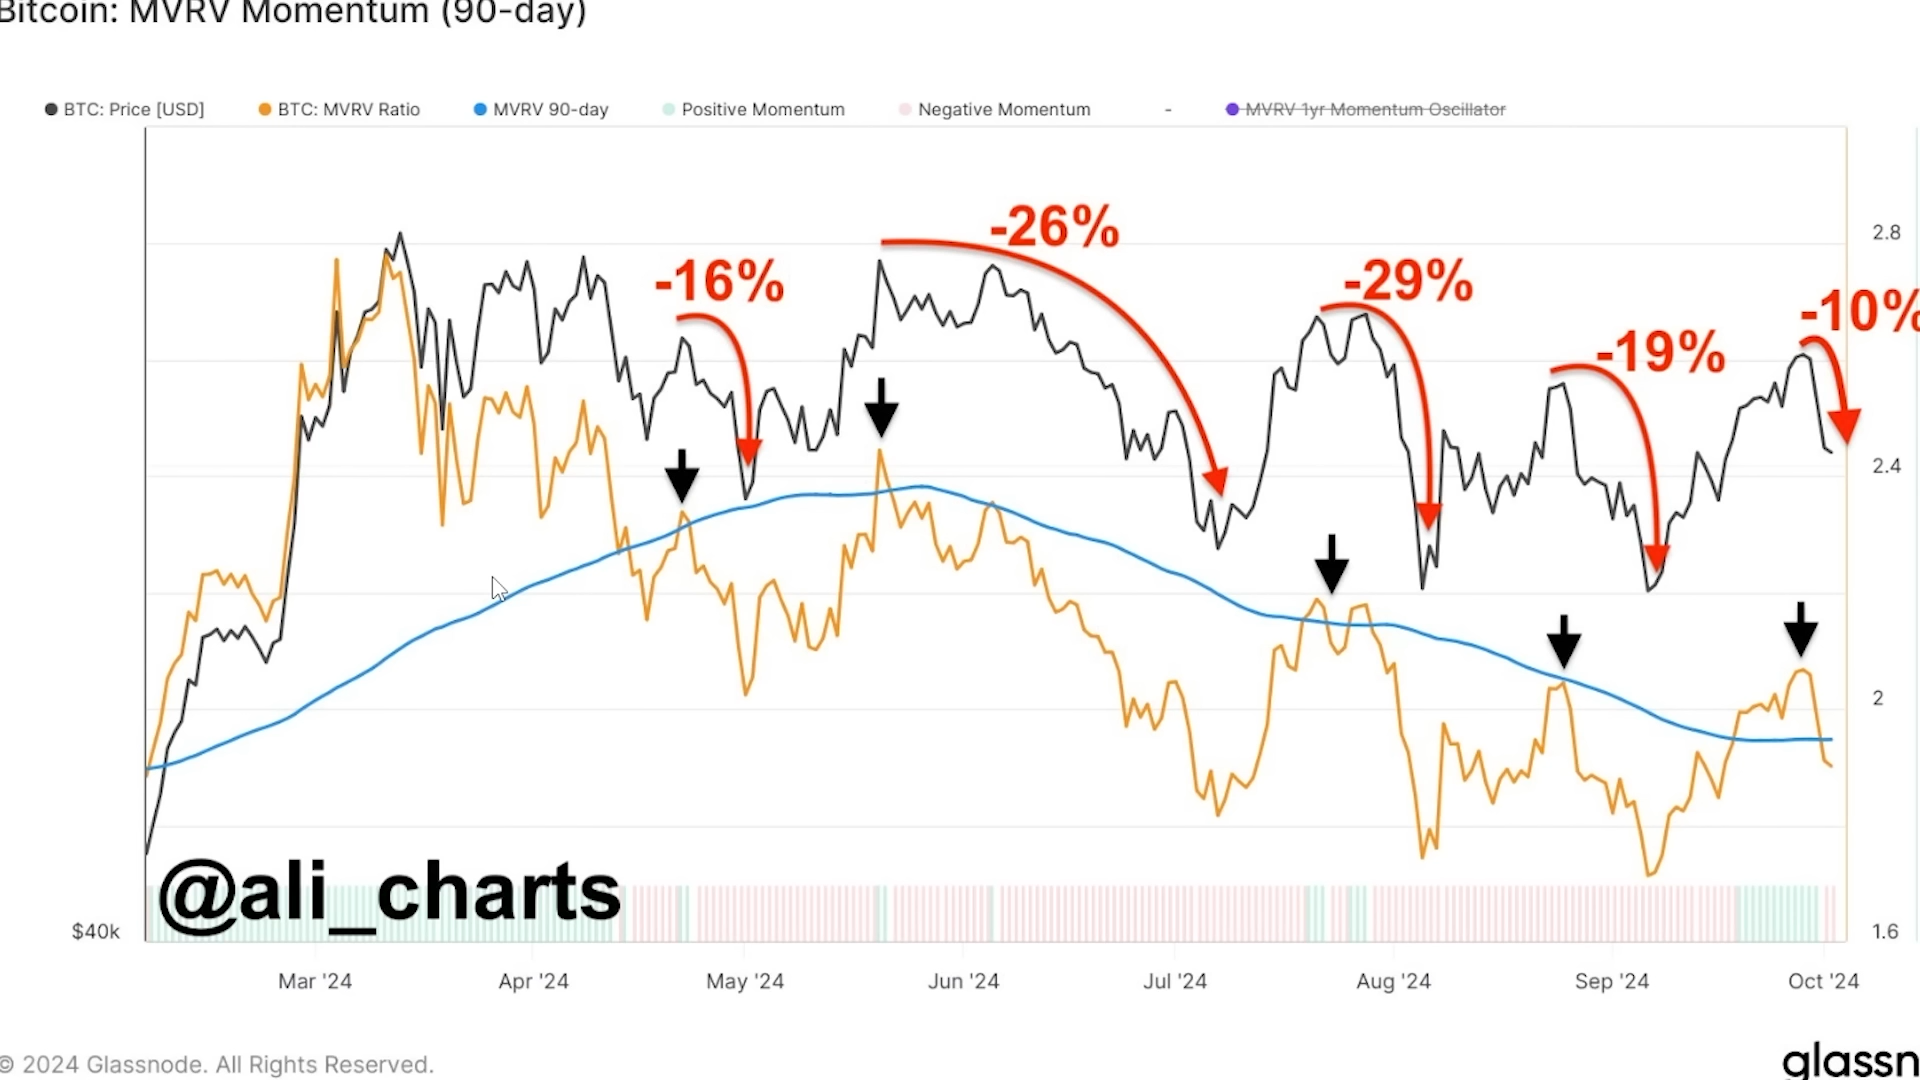 Bitcoin: MVRV Momentum (90-day)
BTC: Price [USD] BTC: MVRV Ratio MVRV 90-day Positive Momentum Negative Momentum - MVRV 1yr Momentum Oscillator
2.8
-26%
-16%
-29%
-10%
-19%
2.4
2
@ali_charts
$40k
1.6
Mar '24 Apr '24 May '24 Jun '24 Jul '24 Aug '24 Sep '24 Oct '24
© 2024 Glassnode. All Rights Reserved.
glassn